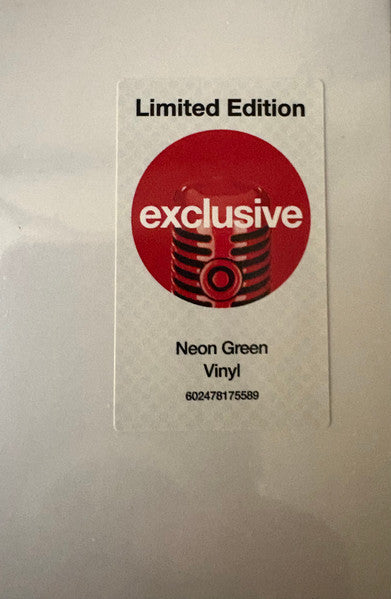 Limited Edition
exclusive
Neon Green
Vinyl
602478175589